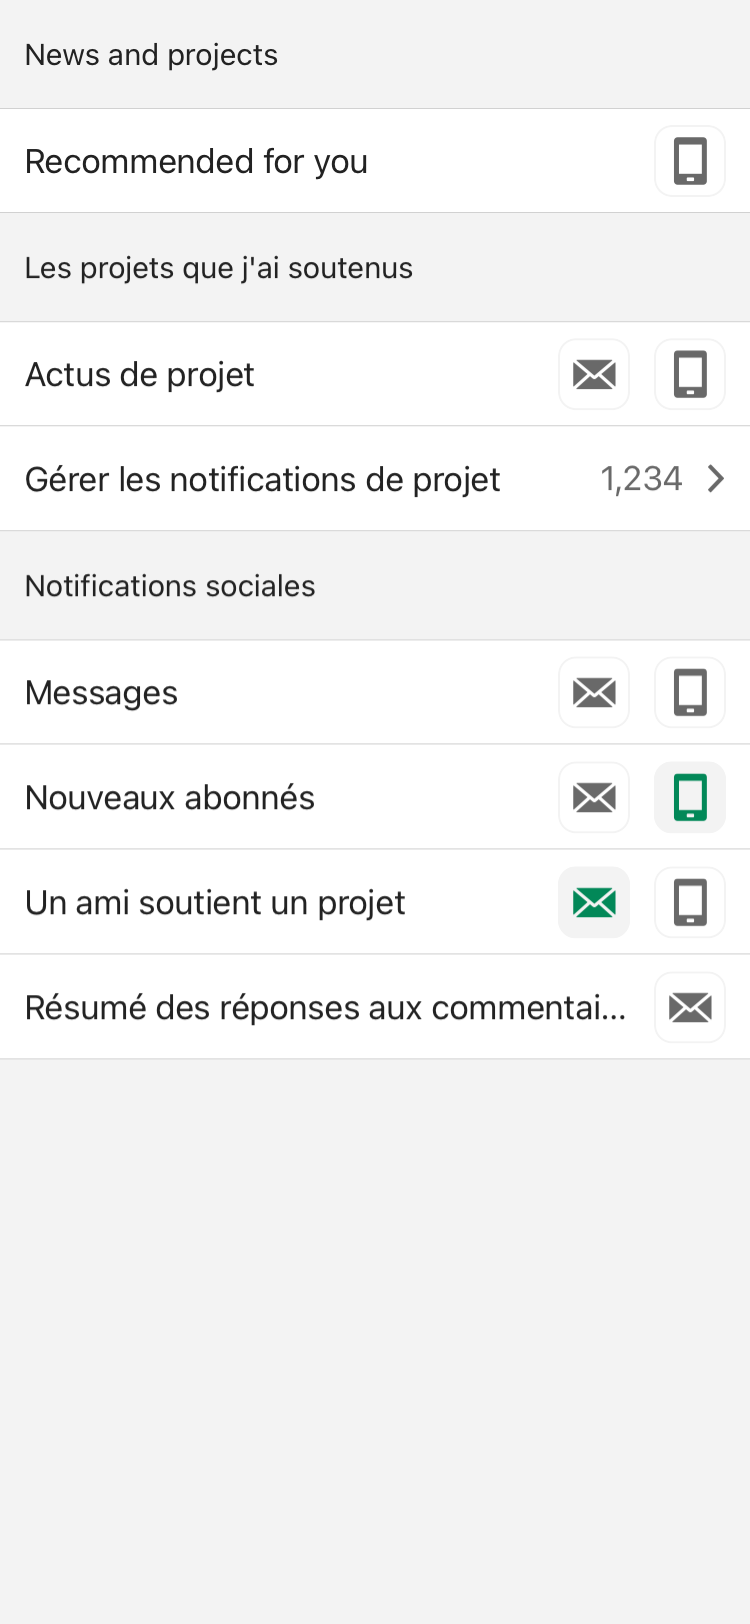 News and projects
Recommended for you
Les projets que j'ai soutenus
Actus de projet
Gérer les notifications de projet 1,234
Notifications sociales
Messages
Nouveaux abonnés
Un ami soutient un projet
Résumé des réponses aux commentai...